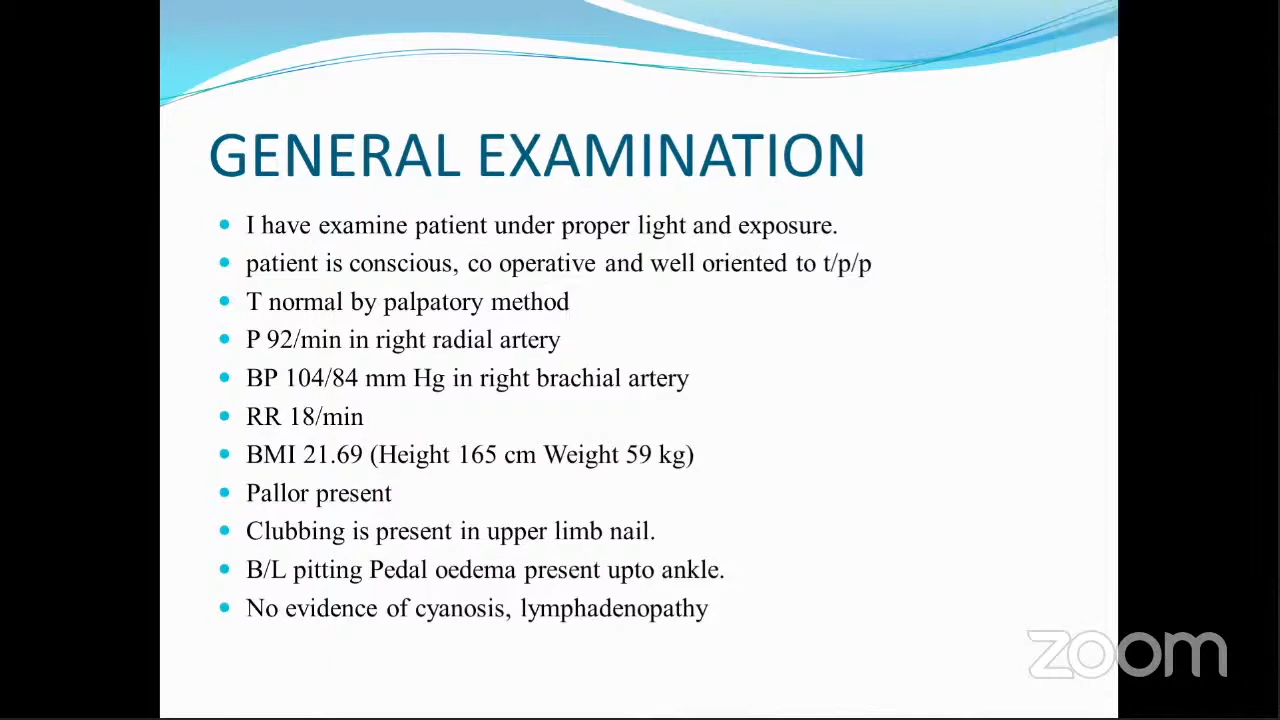 GENERAL EXAMINATION
I have examine patient under proper light and exposure.
patient is conscious, co operative and well oriented to t/p/p
T normal by palpatory method
P 92/min in right radial artery
BP 104/84 mm Hg in right brachial artery
RR 18/min
BMI 21.69 (Height 165 cm Weight 59 kg)
Pallor present
Clubbing is present in upper limb nail.
B/L pitting Pedal oedema present upto ankle.
No evidence of cyanosis, lymphadenopathy
zoom